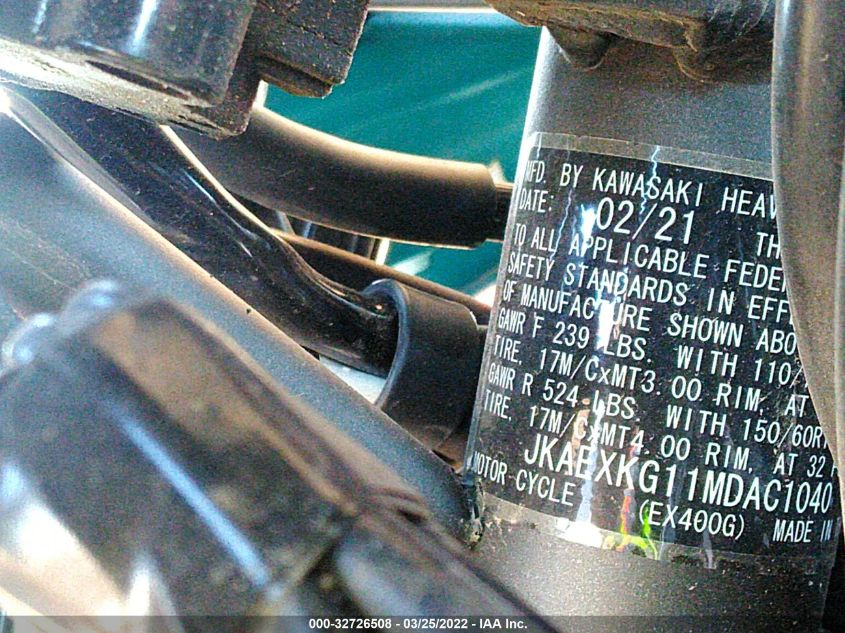 MFD. BY KAWASAKI HEAV
DATE: 02/21 TH
TO ALL APPLICABLE FEDER
SAFETY STANDARDS IN EFF
OF MANUFACTURE SHOWN ABO
GAWR F 239 LBS. WITH 110/
TIRE, 17M/CxMT3.00 RIM, AT
GAWR R 524 LBS. WITH 150/60R
TIRE, 17M/CxMT4.00 RIM, AT 32
JKAEXKG11MDAC1040
MOTOR CYCLE (EX400G) MADE IN
000-32726508 - 03/25/2022 - IAA Inc.